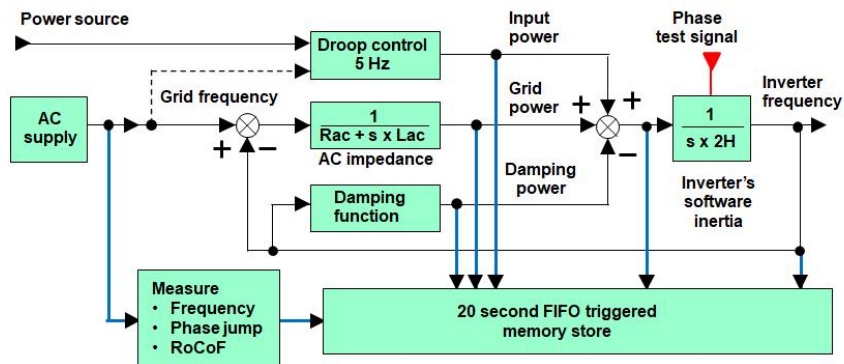 Power source
Droop control
5 Hz
Input
power
Phase
test signal
AC
supply
Grid frequency
1
Rac + s x Lac
AC impedance
Grid
power
+
+
+
−
+
−
1
s x 2H
Inverter
frequency
Damping
function
Damping
power
Inverter's
software
inertia
Measure
• Frequency
• Phase jump
• RoCoF
20 second FIFO triggered
memory store